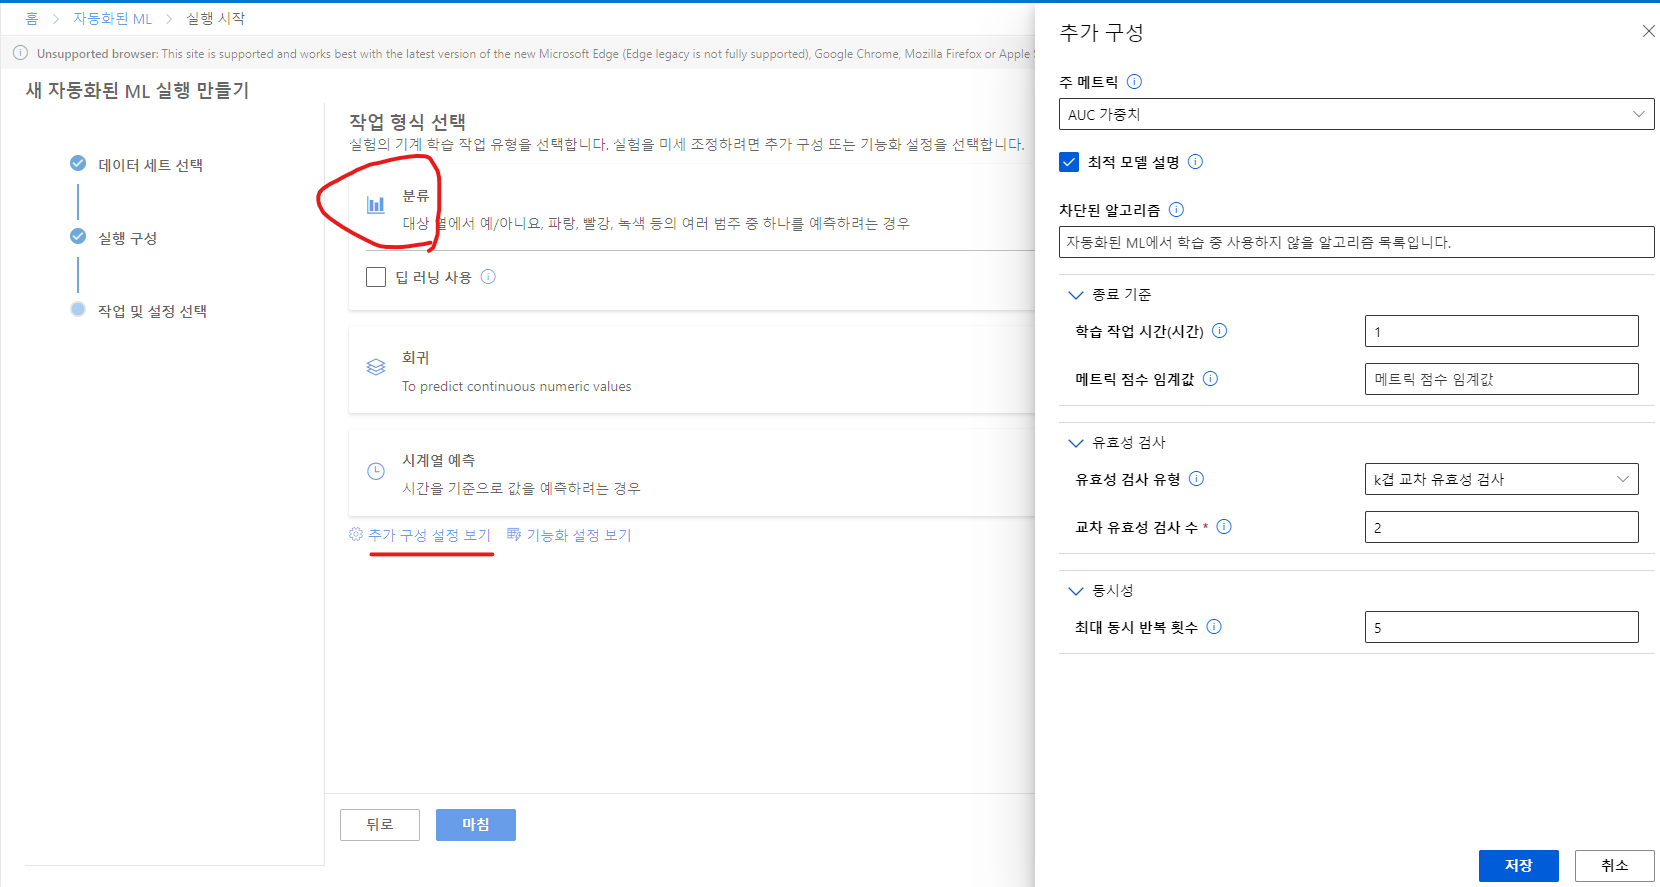 홈 > 자동화된 ML > 실행 시작
Unsupported browser: This site is supported and works best with the latest version of the new Microsoft Edge (Edge legacy is not fully supported), Google Chrome, Mozilla Firefox or Apple
새 자동화된 ML 실행 만들기
데이터 세트 선택
실행 구성
작업 및 설정 선택
작업 형식 선택
실험의 기계 학습 작업 유형을 선택합니다. 실험을 미세 조정하려면 추가 구성 또는 기능화 설정을 선택합니다.
분류
대상 열에서 예/아니요, 파랑, 빨강, 녹색 등의 여러 범주 중 하나를 예측하려는 경우
딥 러닝 사용
회귀
To predict continuous numeric values
시계열 예측
시간을 기준으로 값을 예측하려는 경우
추가 구성 설정 보기 기능화 설정 보기
뒤로 마침
추가 구성
주 메트릭
AUC 가중치
최적 모델 설명
차단된 알고리즘
자동화된 ML에서 학습 중 사용하지 않을 알고리즘 목록입니다.
종료 기준
학습 작업 시간(시간) 1
메트릭 점수 임계값 메트릭 점수 임계값
유효성 검사
유효성 검사 유형 k겹 교차 유효성 검사
교차 유효성 검사 수 * 2
동시성
최대 동시 반복 횟수 5
저장 취소